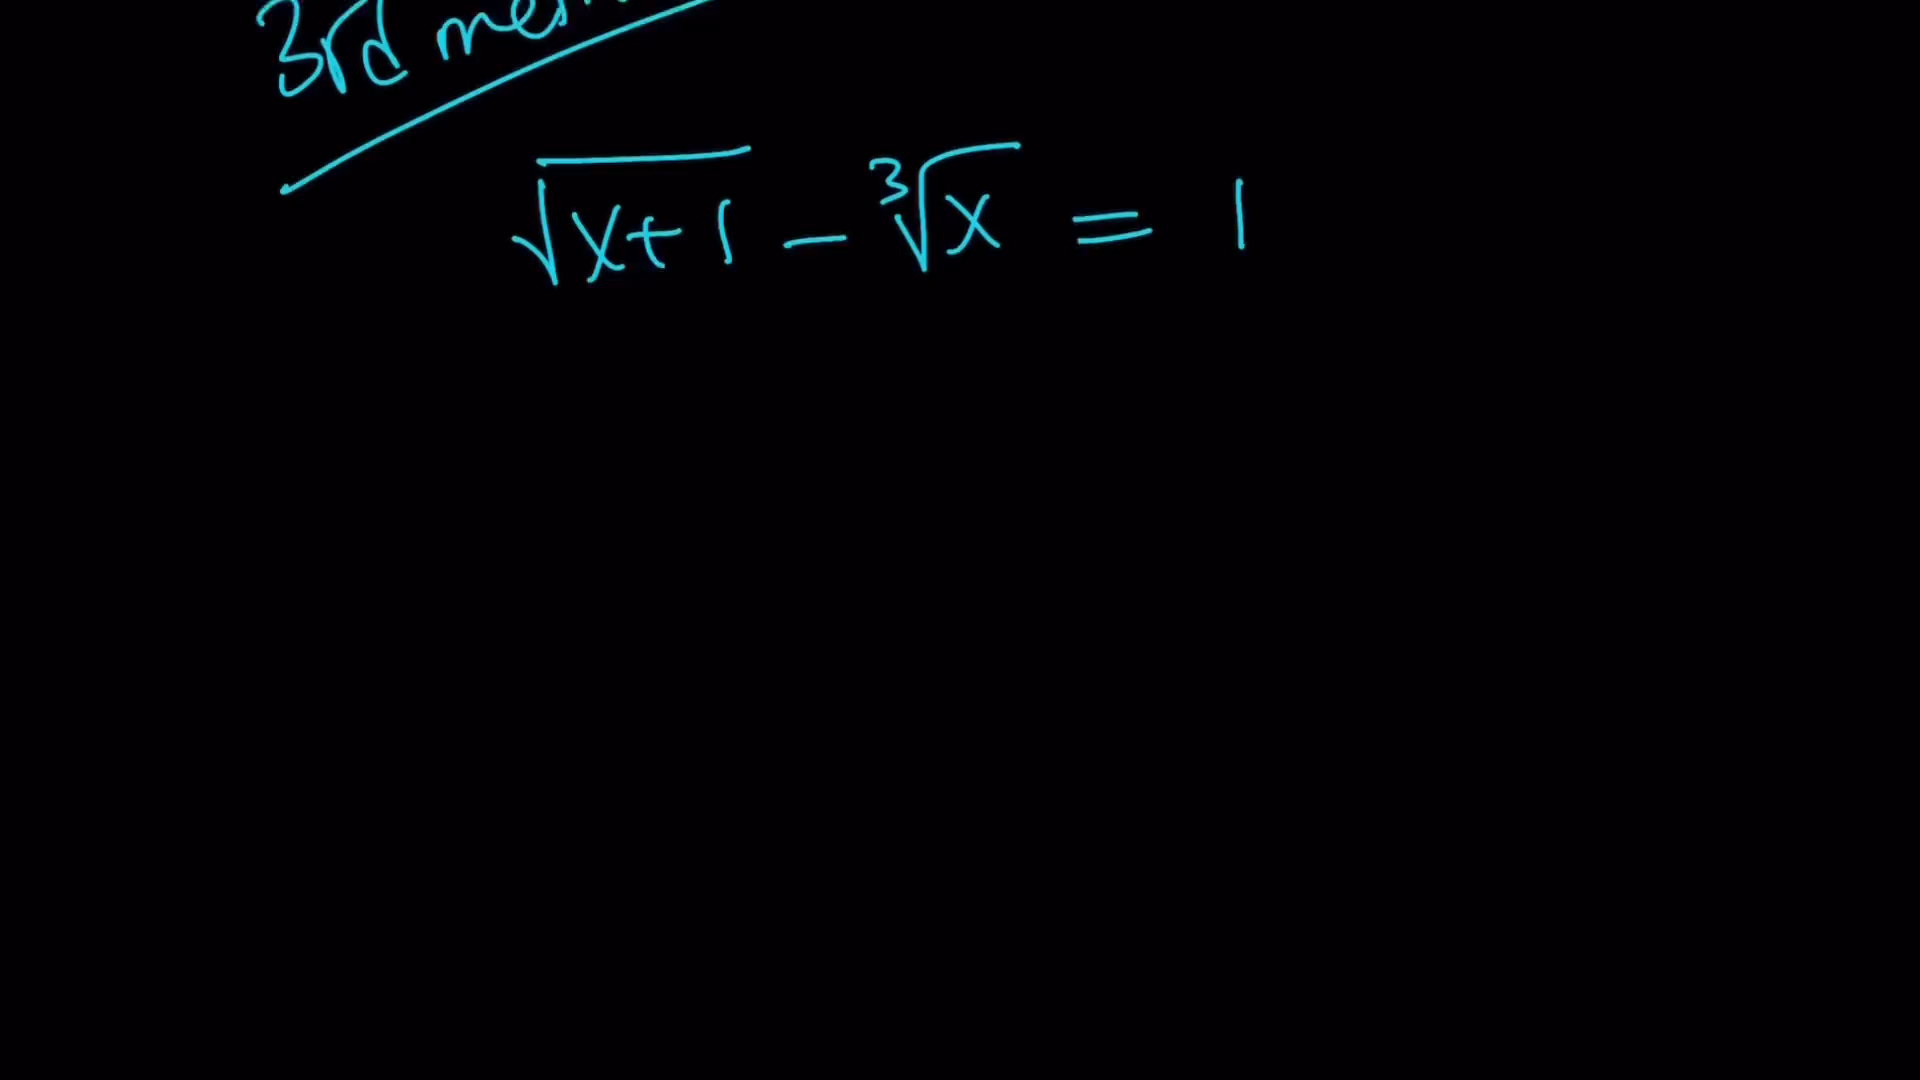 3rd
√x+1 − ∛x = 1